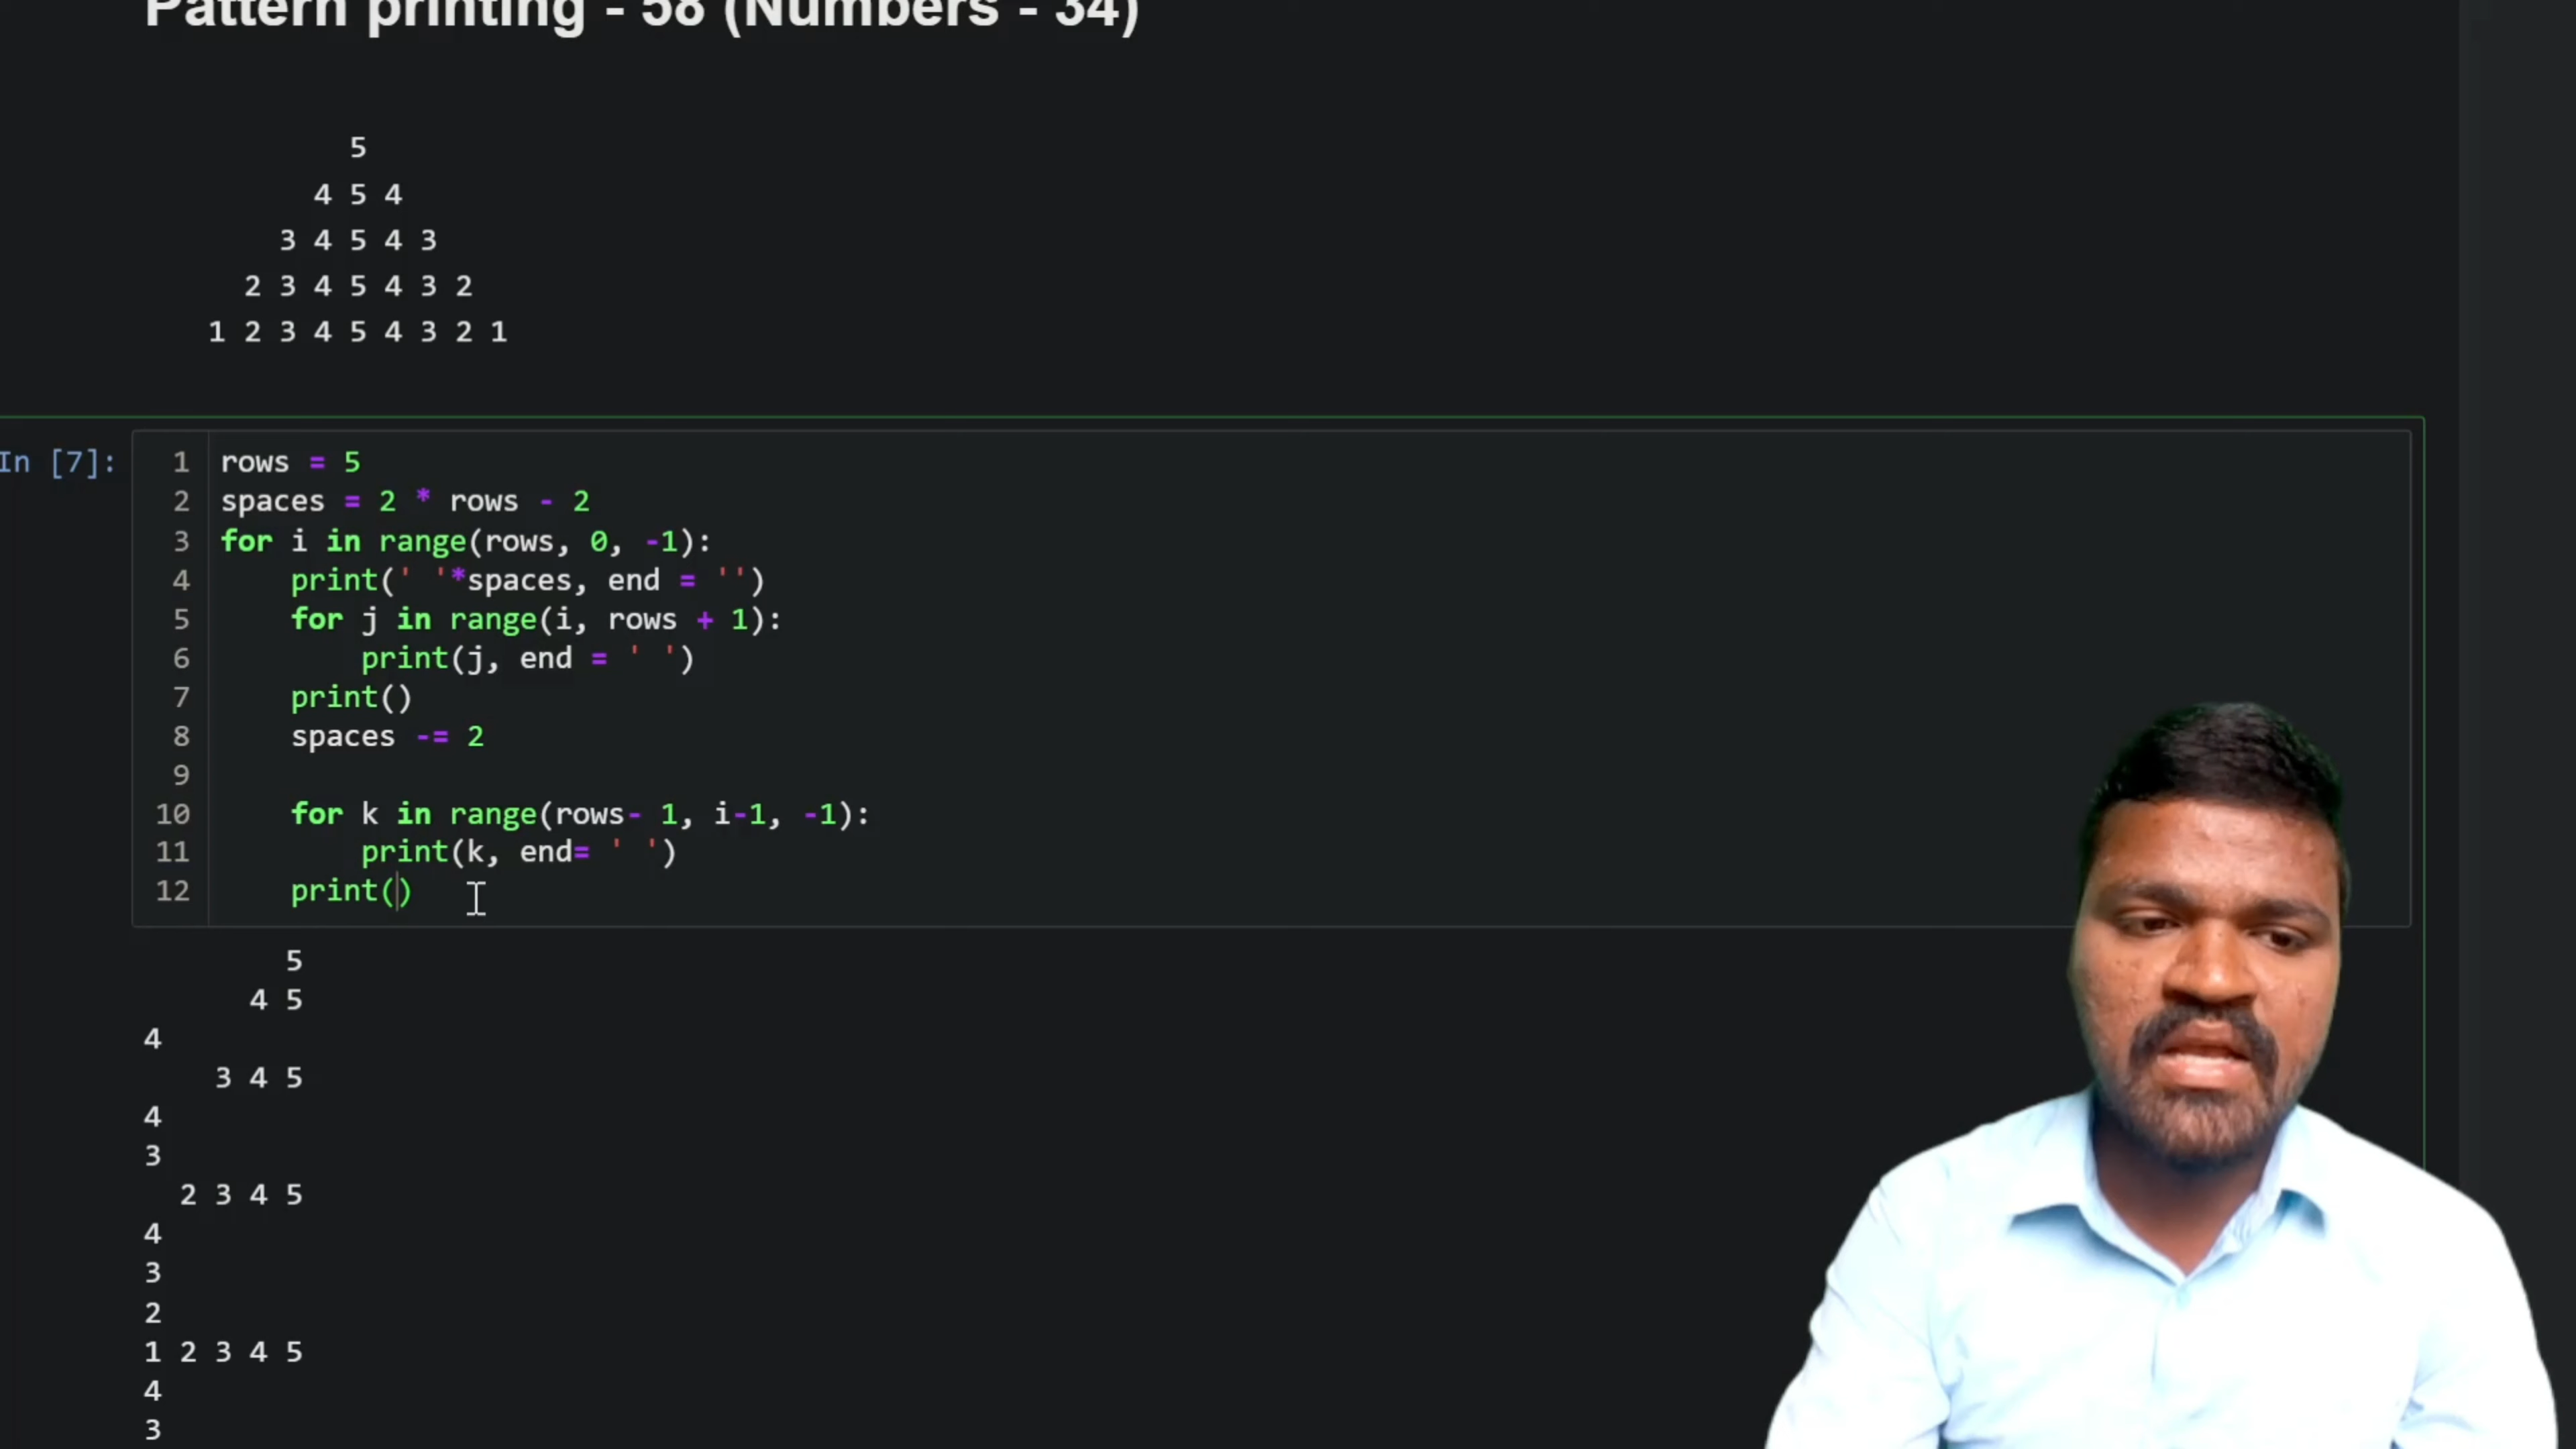 Pattern printing - 58 (Numbers - 34)
5
4 5 4
3 4 5 4 3
2 3 4 5 4 3 2
1 2 3 4 5 4 3 2 1
In [7]:
1 rows = 5
2 spaces = 2 * rows - 2
3 for i in range(rows, 0, -1):
4     print(' '*spaces, end = '')
5     for j in range(i, rows + 1):
6         print(j, end = ' ')
7     print()
8     spaces -= 2
9
10     for k in range(rows- 1, i-1, -1):
11         print(k, end= ' ')
12     print()
5
4 5
4
3 4 5
4
3
2 3 4 5
4
3
2
1 2 3 4 5
4
3